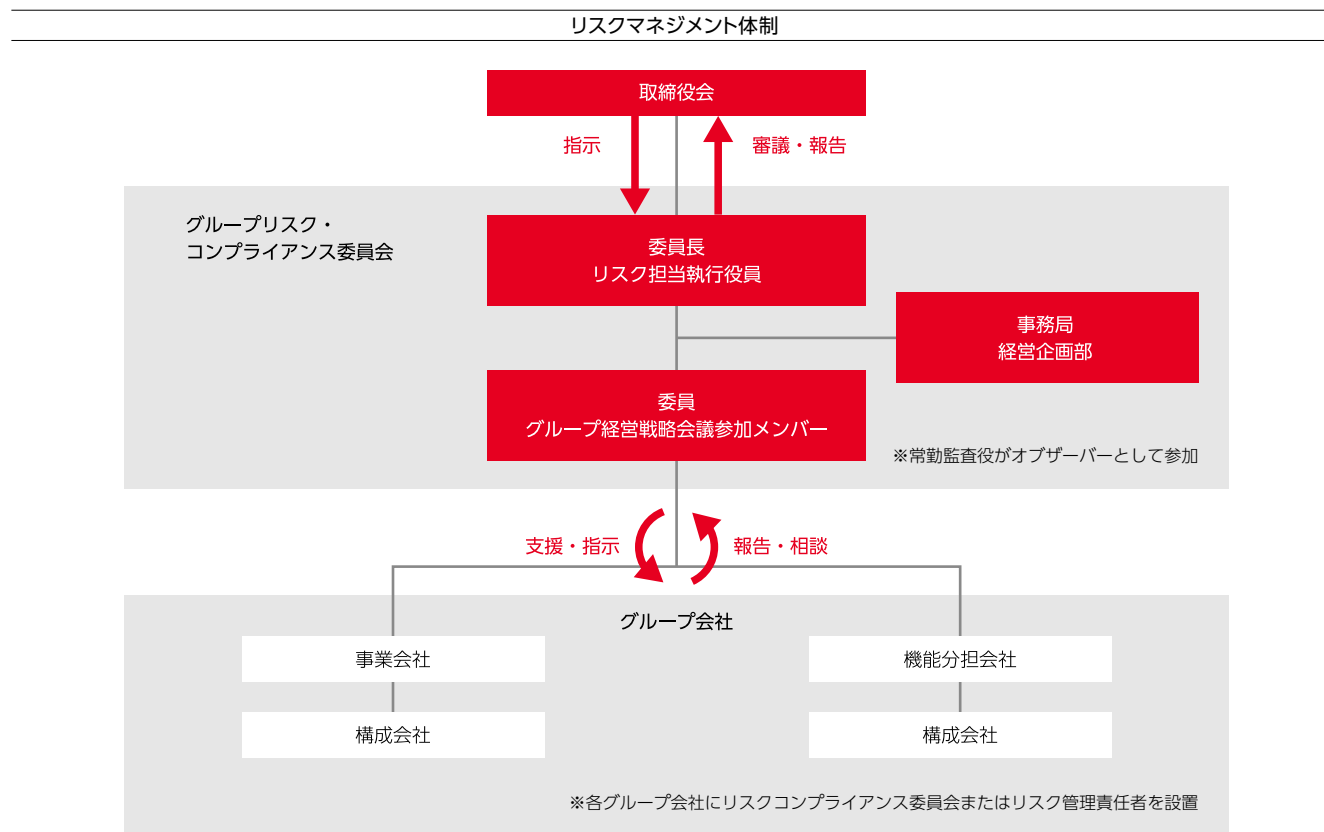 リスクマネジメント体制
取締役会
指示
審議・報告
グループリスク・
コンプライアンス委員会
委員長
リスク担当執行役員
事務局
経営企画部
委員
グループ経営戦略会議参加メンバー
※常勤監査役がオブザーバーとして参加
支援・指示
報告・相談
グループ会社
事業会社
機能分担会社
構成会社
構成会社
※各グループ会社にリスクコンプライアンス委員会またはリスク管理責任者を設置